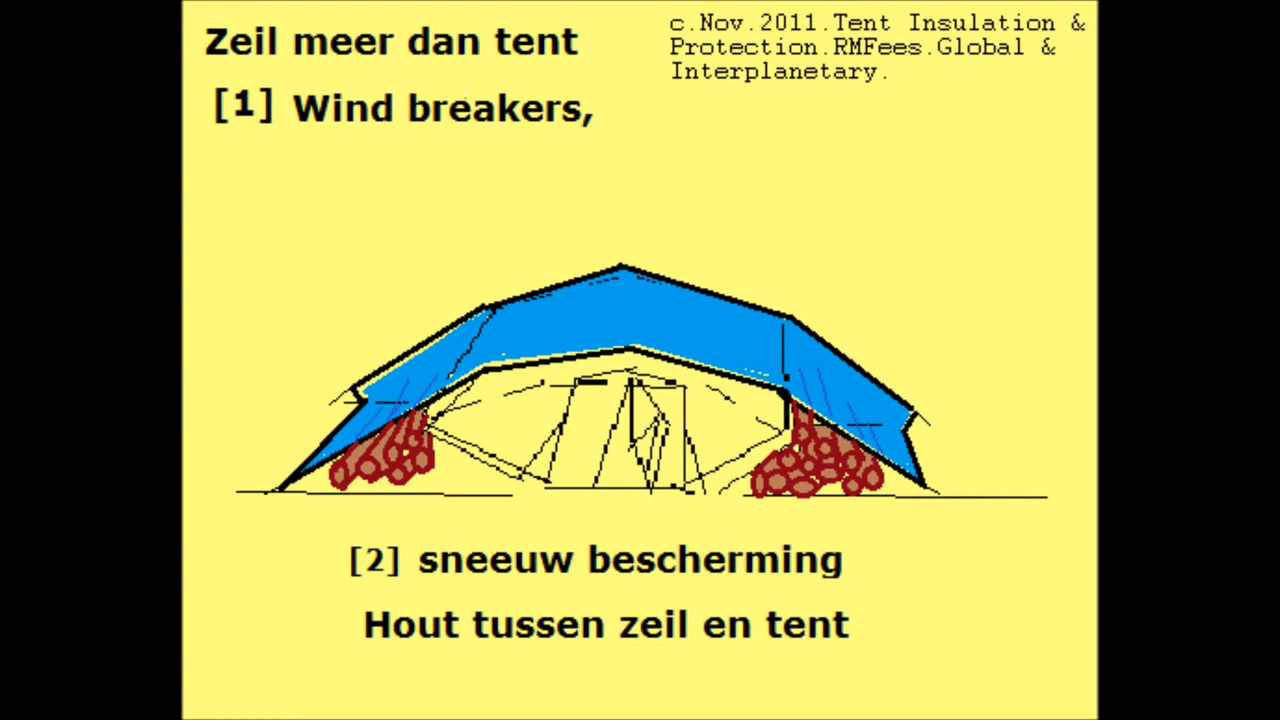 Zeil meer dan tent
c.Nov.2011.Tent Insulation &
Protection.RMFees.Global &
Interplanetary.
[1] Wind breakers,
[2] sneeuw bescherming
Hout tussen zeil en tent